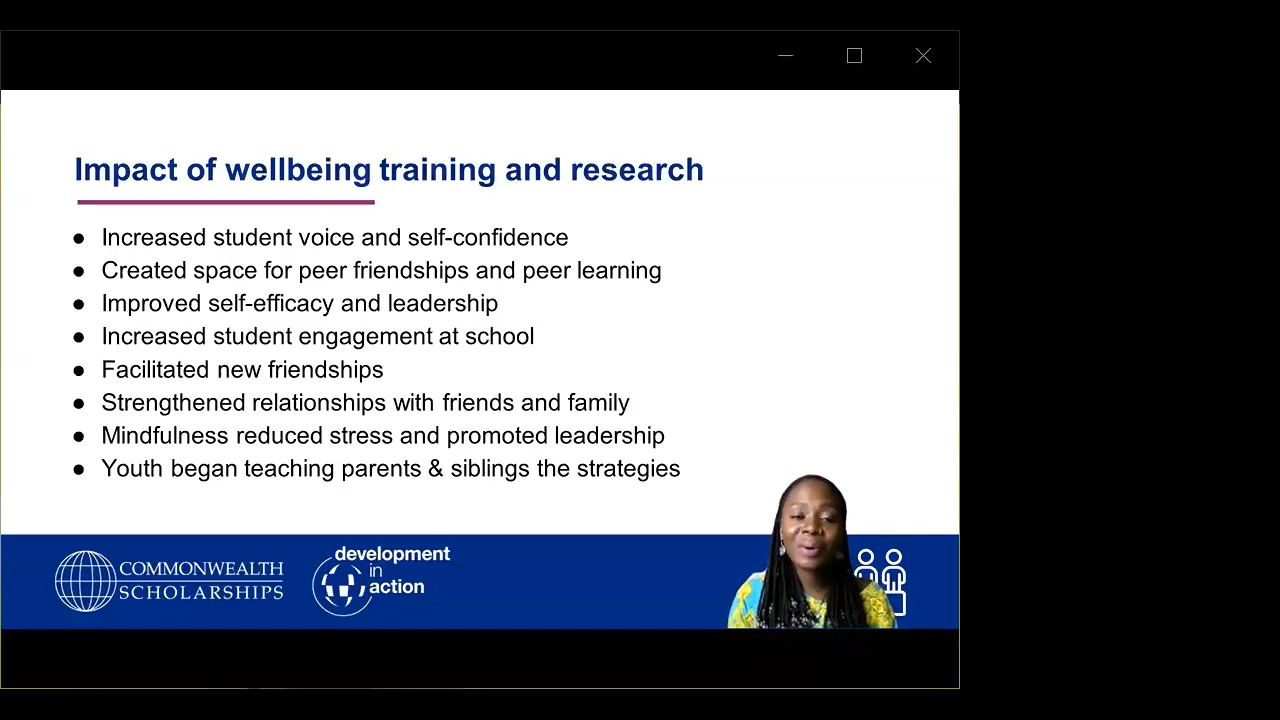 Impact of wellbeing training and research
● Increased student voice and self-confidence
● Created space for peer friendships and peer learning
● Improved self-efficacy and leadership
● Increased student engagement at school
● Facilitated new friendships
● Strengthened relationships with friends and family
● Mindfulness reduced stress and promoted leadership
● Youth began teaching parents & siblings the strategies
COMMONWEALTH
SCHOLARSHIPS
development
in
action